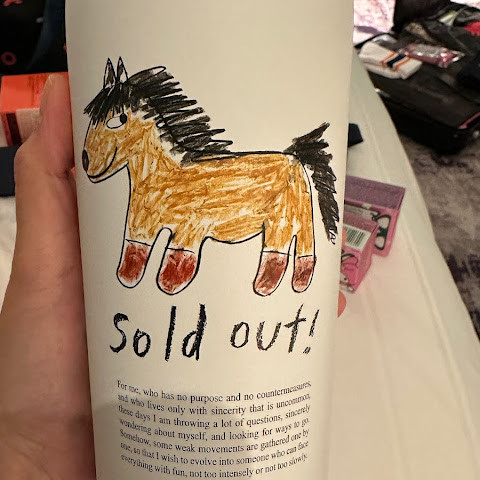 sold out!
For me, who has no purpose and no countermeasures,
and who lives only with sincerity that is uncommon,
these days I am throwing a lot of questions, sincerely
wondering about myself, and looking for ways to go.
Somehow, some weak movements are gathered one by
one, so that I wish to evolve into someone who can face
everything with fun, not too intensely or not too slowly.